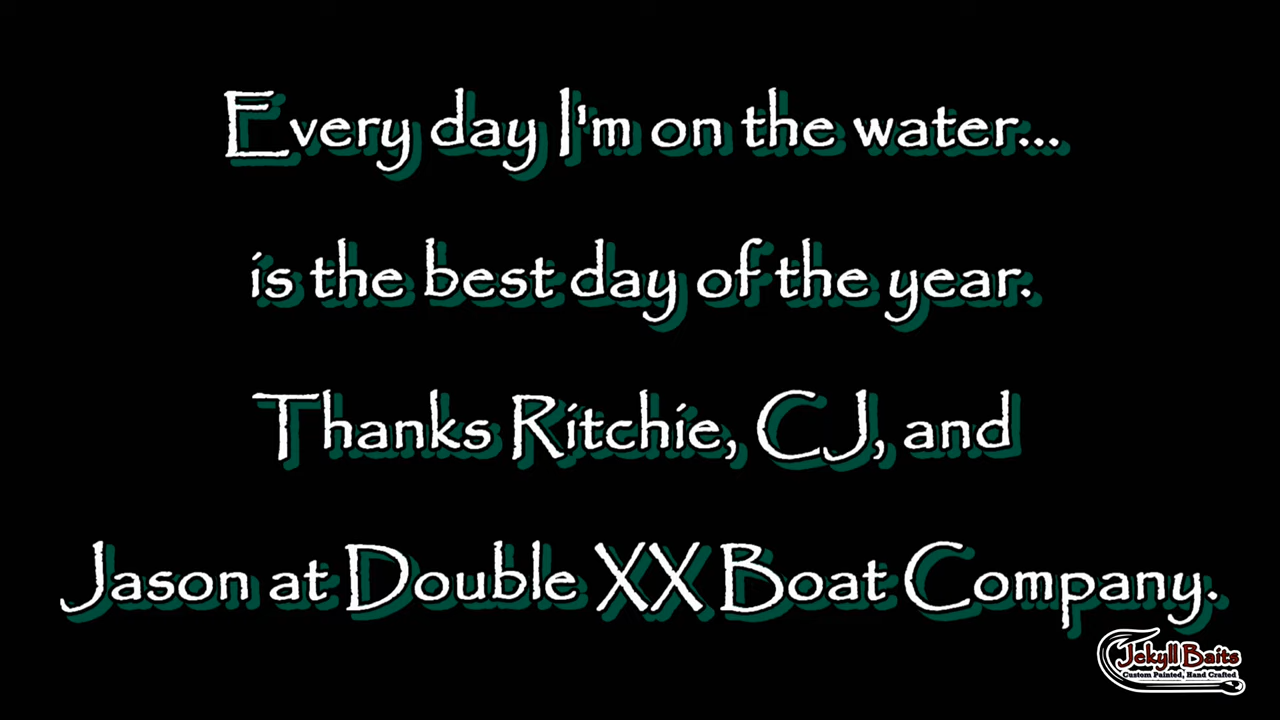 Every day I'm on the water...
is the best day of the year.
Thanks Ritchie, CJ, and
Jason at Double XX Boat Company.
Jekyll Baits
Custom Painted, Hand Crafted